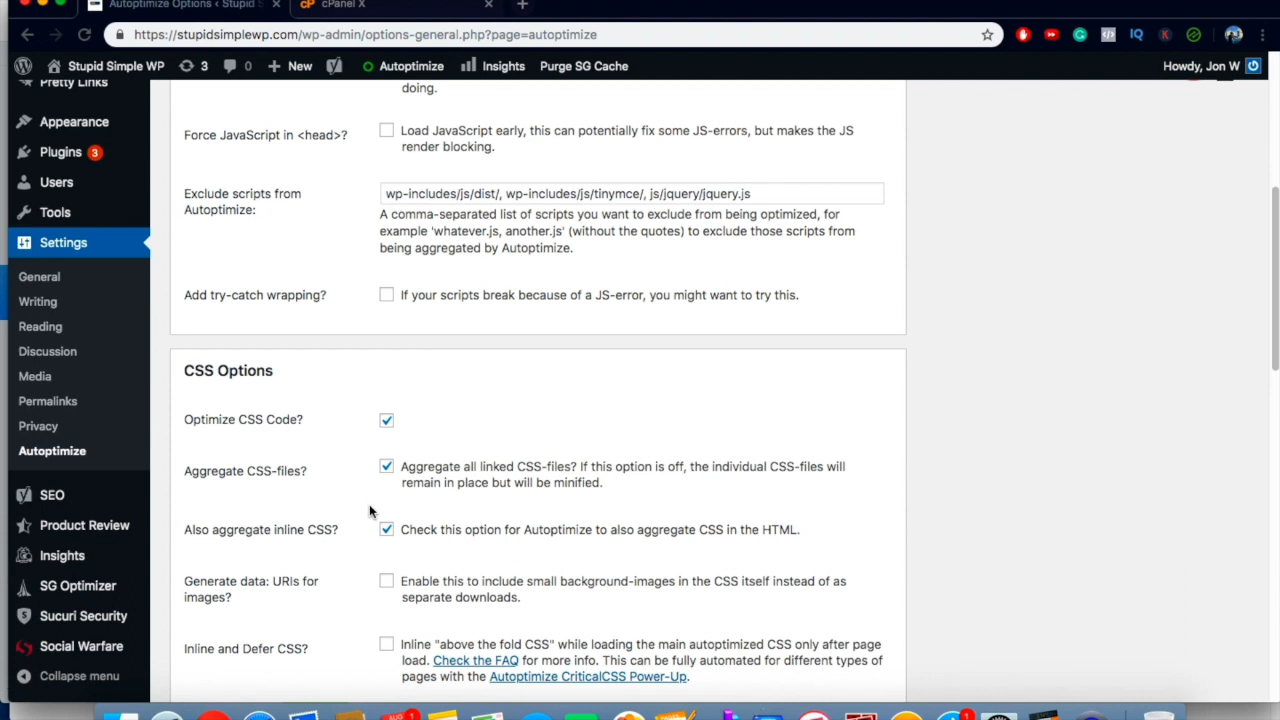 Autoptimize Options ‹ Stupid S
cP cPanel X
https://stupidsimplewp.com/wp-admin/options-general.php?page=autoptimize
IQ
K
Stupid Simple WP
3
0
New
Autoptimize
Insights
Purge SG Cache
Howdy, Jon W
Pretty Links
Appearance
Plugins 3
Users
Tools
Settings
General
Writing
Reading
Discussion
Media
Permalinks
Privacy
Autoptimize
SEO
Product Review
Insights
SG Optimizer
Sucuri Security
Social Warfare
Collapse menu
doing.
Force JavaScript in <head>?
Load JavaScript early, this can potentially fix some JS-errors, but makes the JS
render blocking.
Exclude scripts from
Autoptimize:
wp-includes/js/dist/, wp-includes/js/tinymce/, js/jquery/jquery.js
A comma-separated list of scripts you want to exclude from being optimized, for
example 'whatever.js, another.js' (without the quotes) to exclude those scripts from
being aggregated by Autoptimize.
Add try-catch wrapping?
If your scripts break because of a JS-error, you might want to try this.
CSS Options
Optimize CSS Code?
Aggregate CSS-files?
Aggregate all linked CSS-files? If this option is off, the individual CSS-files will
remain in place but will be minified.
Also aggregate inline CSS?
Check this option for Autoptimize to also aggregate CSS in the HTML.
Generate data: URIs for
images?
Enable this to include small background-images in the CSS itself instead of as
separate downloads.
Inline and Defer CSS?
Inline "above the fold CSS" while loading the main autoptimized CSS only after page
load. Check the FAQ for more info. This can be fully automated for different types of
pages with the Autoptimize CriticalCSS Power-Up.
AUG 1
1